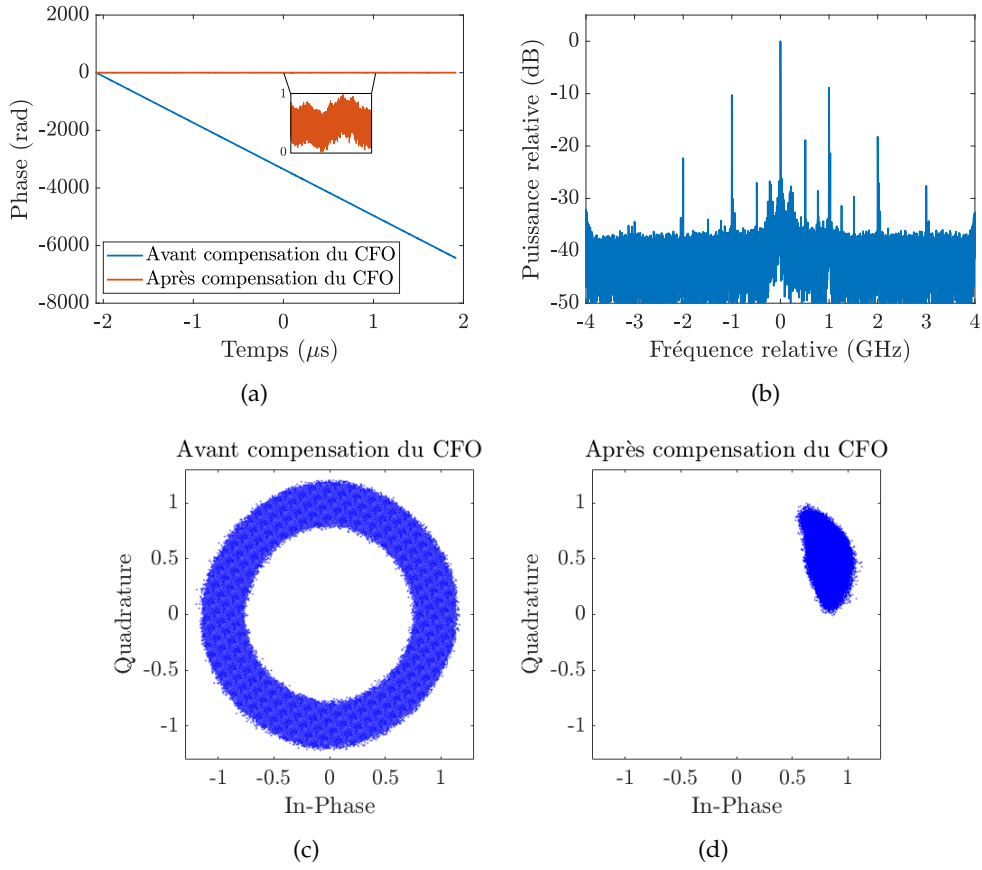 2000
0
-2000
-4000
-6000
-8000
Phase (rad)
1
0
Avant compensation du CFO
Après compensation du CFO
-2 -1 0 1 2
Temps (μs)
(a)
0
-10
-20
-30
-40
-50
Puissance relative (dB)
-4 -3 -2 -1 0 1 2 3 4
Fréquence relative (GHz)
(b)
Avant compensation du CFO
1
0.5
0
-0.5
-1
Quadrature
-1 -0.5 0 0.5 1
In-Phase
(c)
Après compensation du CFO
1
0.5
0
-0.5
-1
Quadrature
-1 -0.5 0 0.5 1
In-Phase
(d)